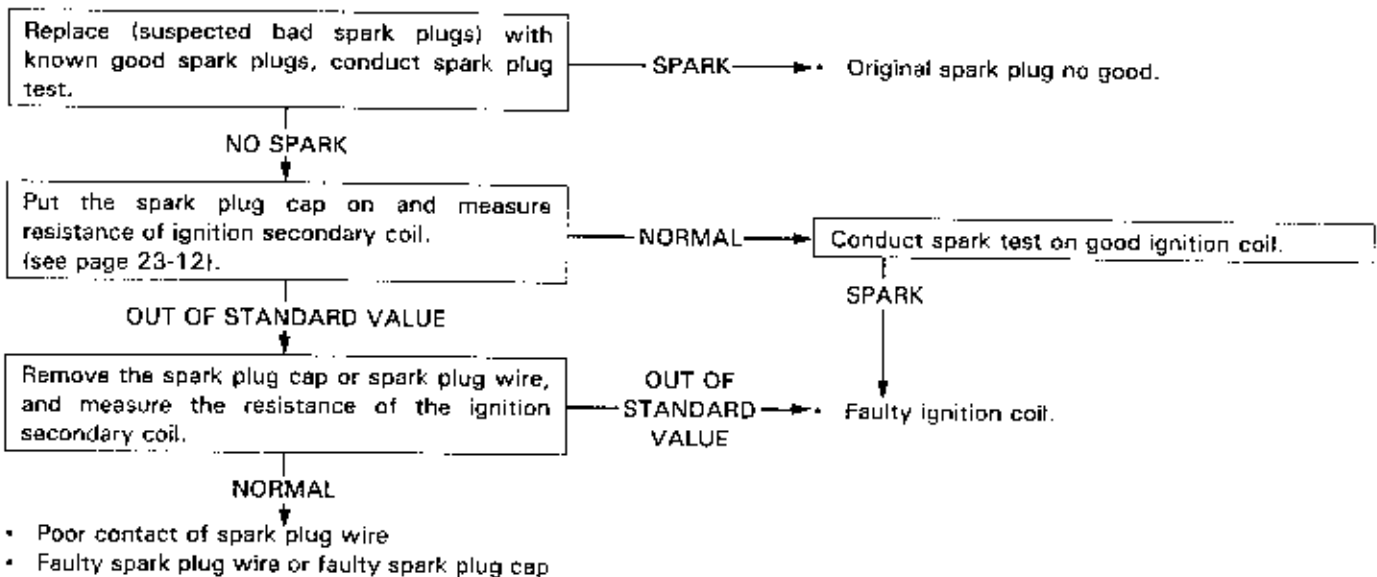 Replace (suspected bad spark plugs) with
known good spark plugs, conduct spark plug
test.
SPARK
• Original spark plug no good.
NO SPARK
Put the spark plug cap on and measure
resistance of ignition secondary coil.
(see page 23-12).
NORMAL
Conduct spark test on good ignition coil.
SPARK
OUT OF STANDARD VALUE
Remove the spark plug cap or spark plug wire,
and measure the resistance of the ignition
secondary coil.
OUT OF
STANDARD
VALUE
• Faulty ignition coil.
NORMAL
• Poor contact of spark plug wire
• Faulty spark plug wire or faulty spark plug cap